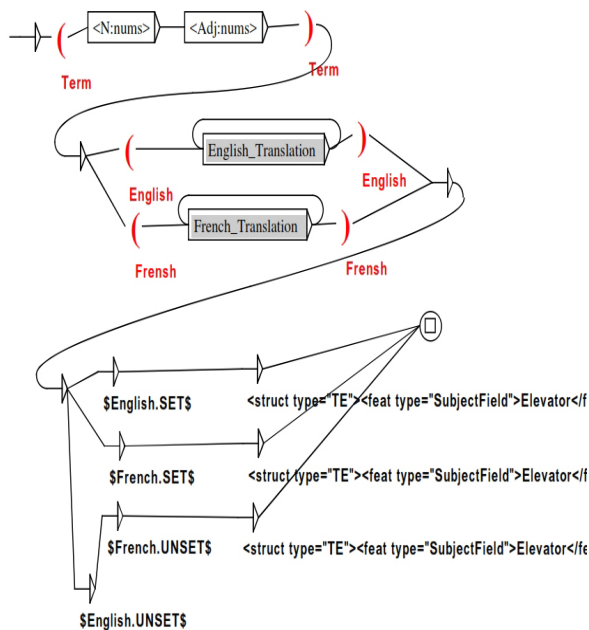 ( <N:nums> <Adj:nums> )
Term Term
( English_Translation )
English English
( French_Translation )
Frensh Frensh
$English.SET$ <struct type="TE"><feat type="SubjectField">Elevator</f
$French.SET$ <struct type="TE"><feat type="SubjectField">Elevator</f
$French.UNSET$ <struct type="TE"><feat type="SubjectField">Elevator</fe
$English.UNSET$